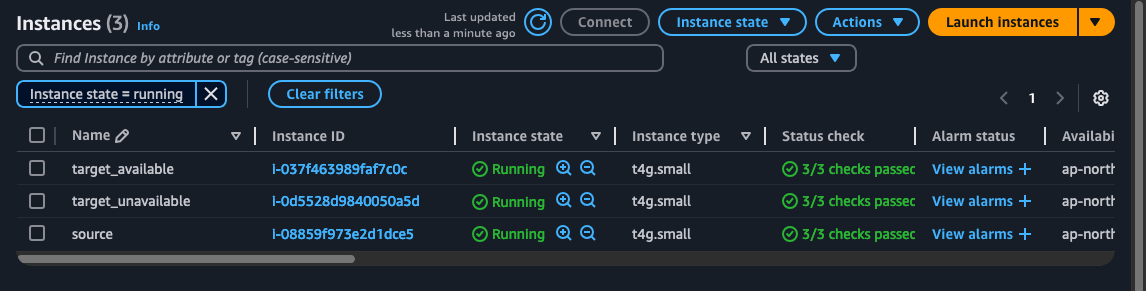 Instances (3) Info
Last updated
less than a minute ago
Connect
Instance state
Actions
Launch instances
Find Instance by attribute or tag (case-sensitive)
All states
Instance state = running
Clear filters
1
Name Instance ID Instance state Instance type Status check Alarm status Availabi
target_available i-037f463989faf7c0c Running t4g.small 3/3 checks passed View alarms + ap-north
target_unavailable i-0d5528d9840050a5d Running t4g.small 3/3 checks passed View alarms + ap-north
source i-08859f973e2d1dce5 Running t4g.small 3/3 checks passed View alarms + ap-north